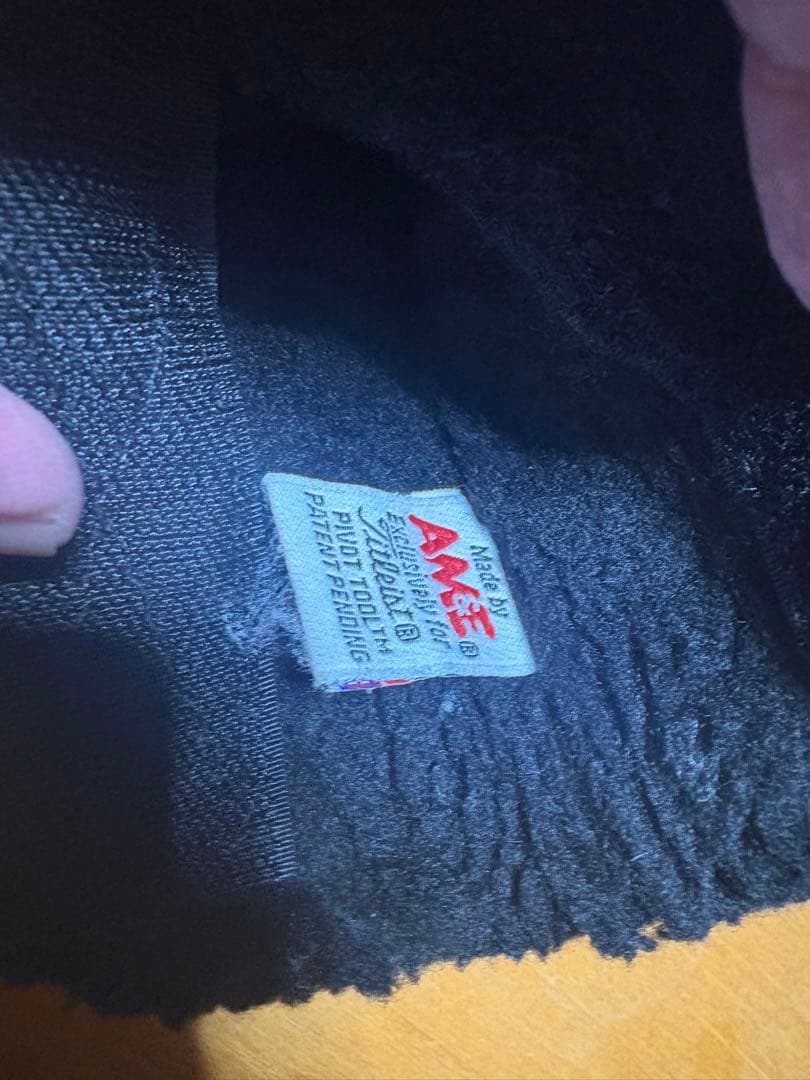 Made by
AM&E®
Exclusively for
Titleist®
PIVOT TOOL™
PATENT PENDING